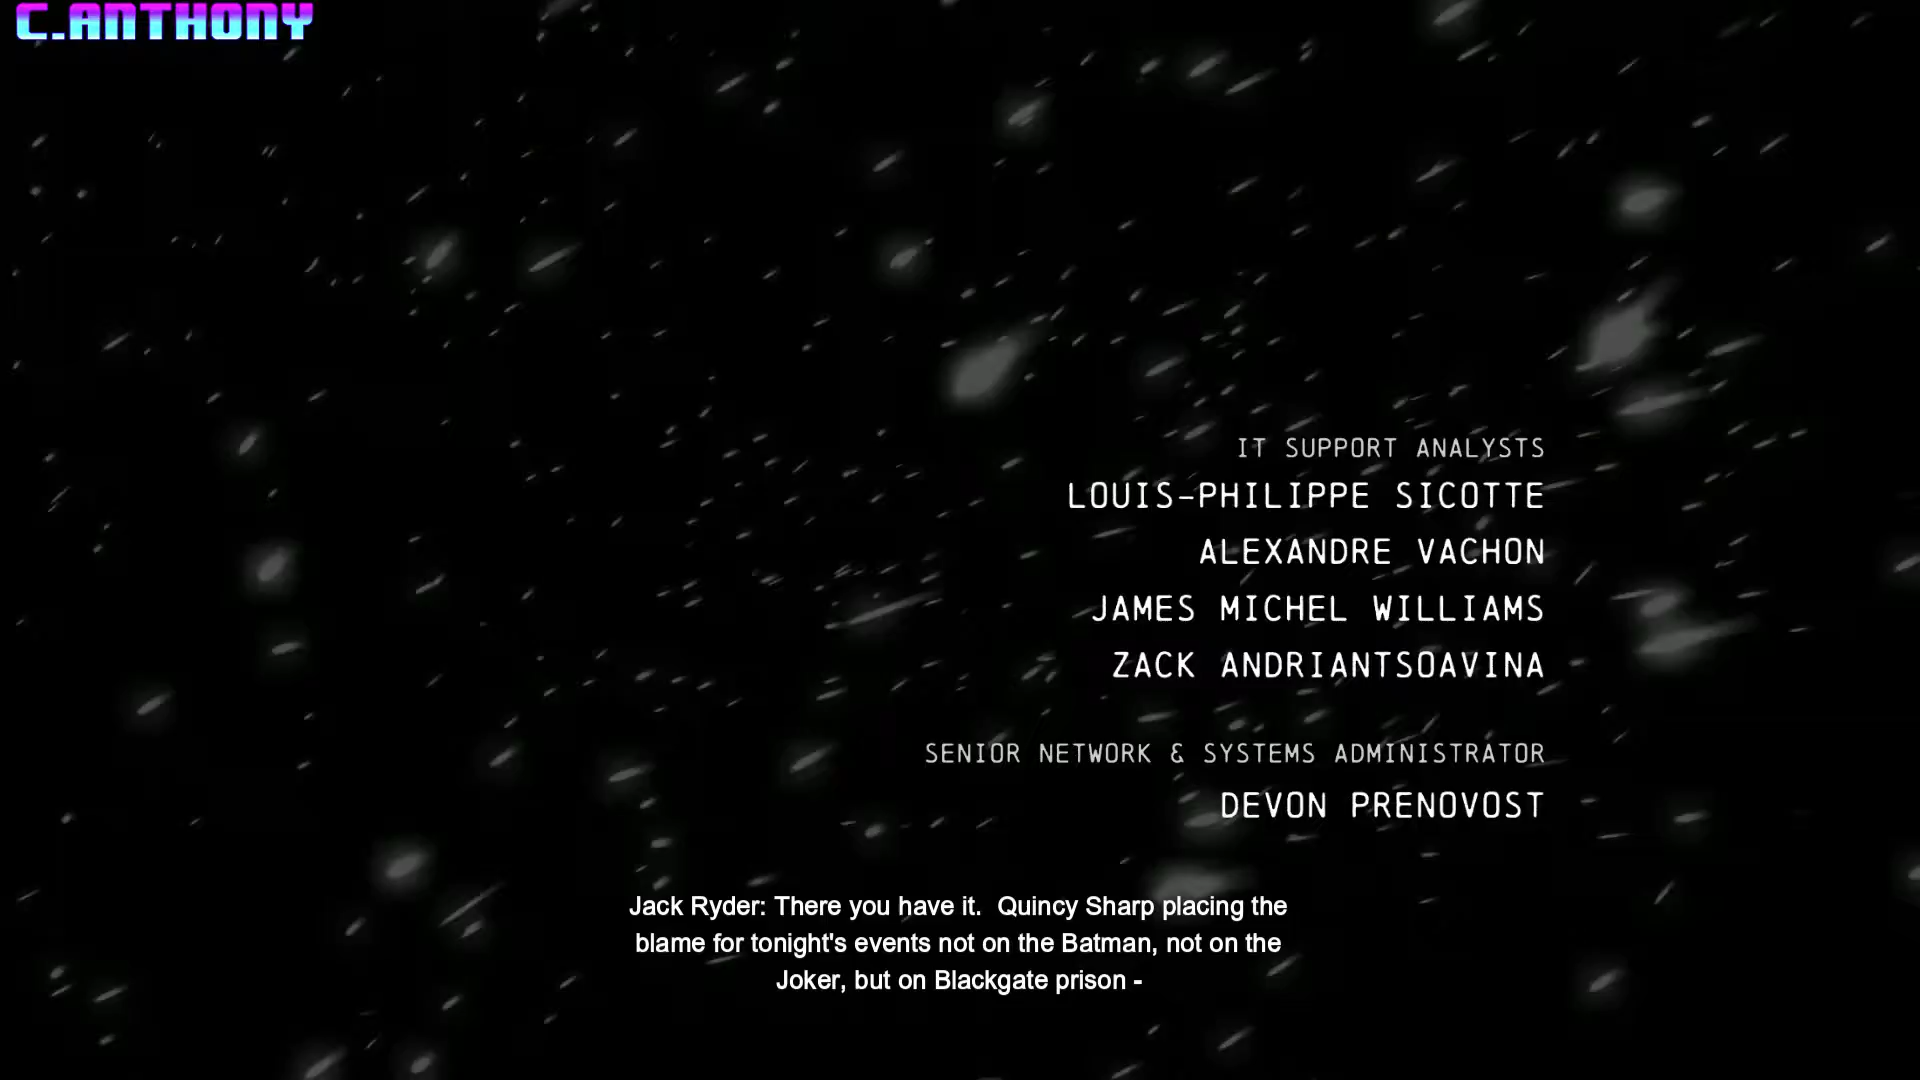 C.ANTHONY
IT SUPPORT ANALYSTS
LOUIS-PHILIPPE SICOTTE
ALEXANDRE VACHON
JAMES MICHEL WILLIAMS
ZACK ANDRIANTSOAVINA
SENIOR NETWORK & SYSTEMS ADMINISTRATOR
DEVON PRENOVOST
Jack Ryder: There you have it.  Quincy Sharp placing the
blame for tonight's events not on the Batman, not on the
Joker, but on Blackgate prison -